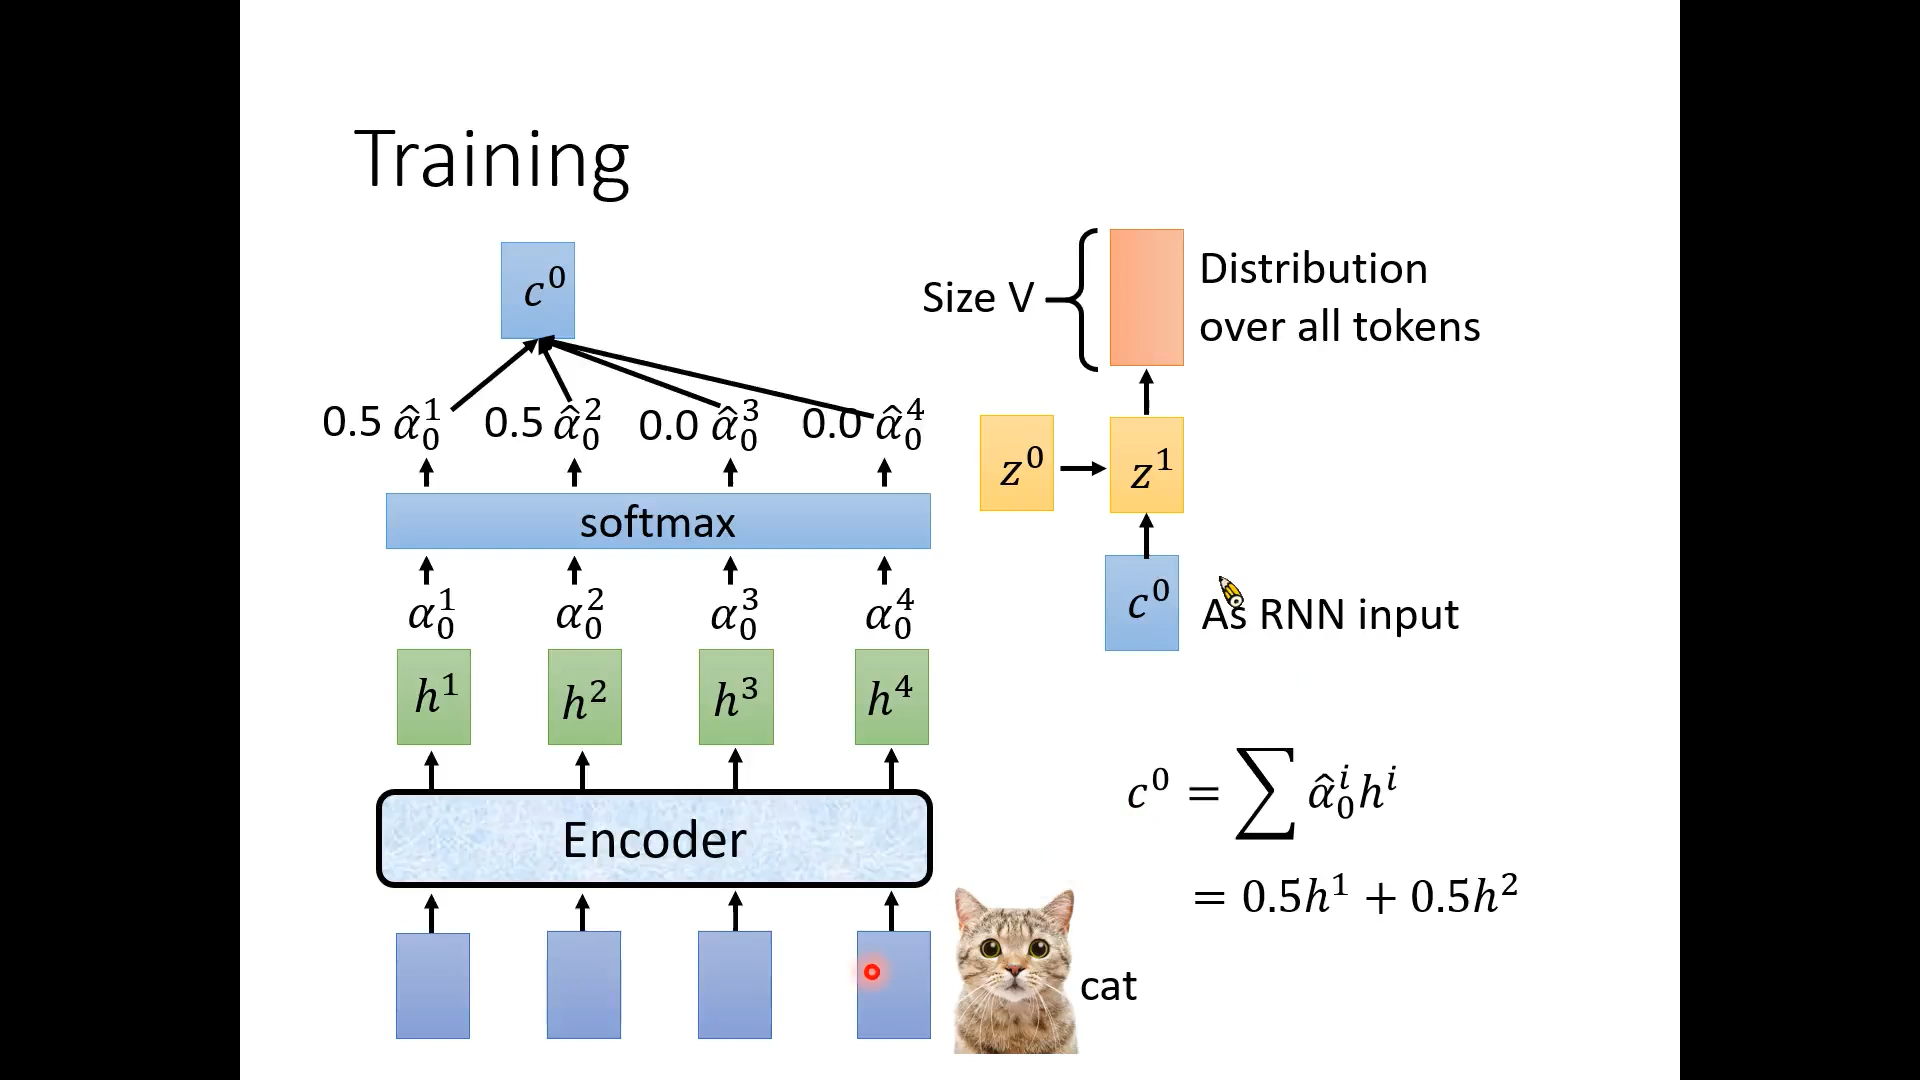 Training
c⁰
Size V
Distribution
over all tokens
0.5 α̂₀¹ 0.5 α̂₀² 0.0 α̂₀³ 0.0 α̂₀⁴
z⁰ z¹
softmax
c⁰ As RNN input
α₀¹ α₀² α₀³ α₀⁴
h¹ h² h³ h⁴
c⁰ = ∑ α̂₀ⁱhⁱ
Encoder
= 0.5h¹ + 0.5h²
cat